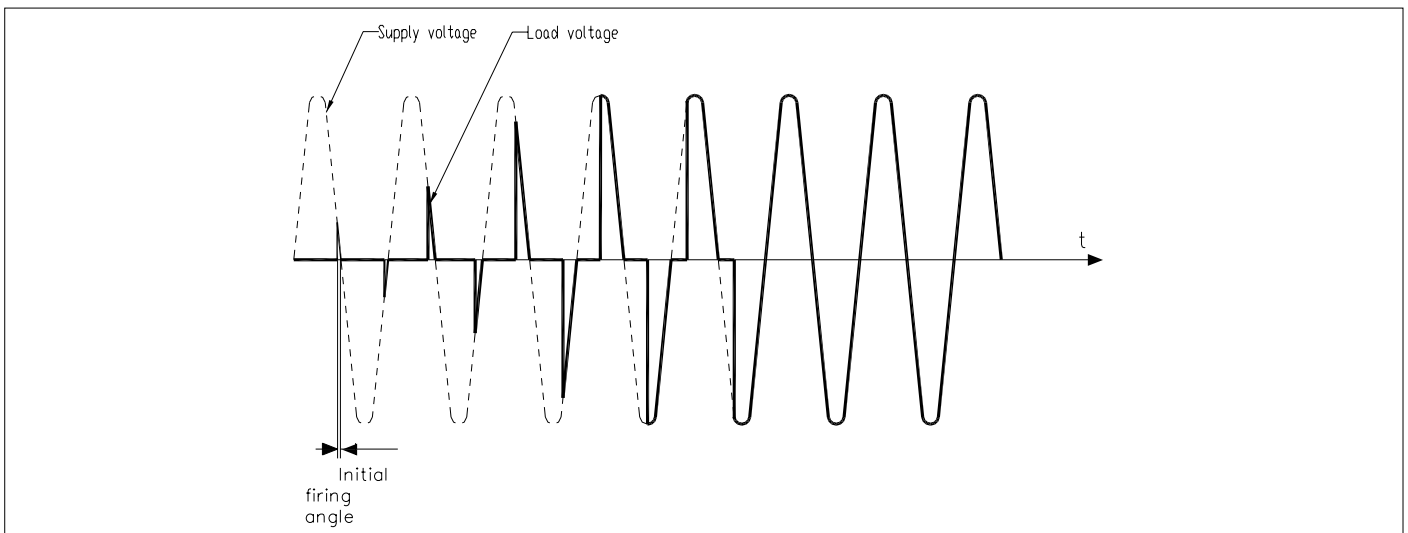 Supply voltage
Load voltage
t
Initial
firing
angle